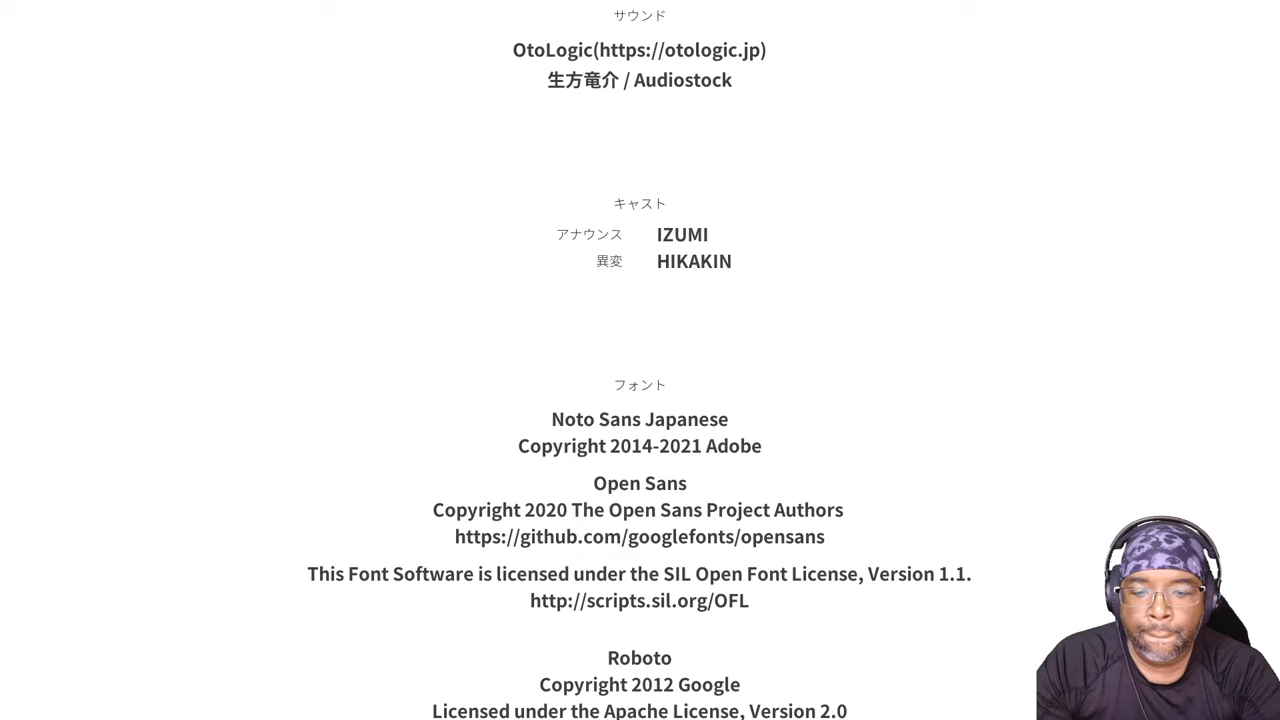 サウンド
OtoLogic(https://otologic.jp)
生方竜介 / Audiostock
キャスト
アナウンス IZUMI
異変 HIKAKIN
フォント
Noto Sans Japanese
Copyright 2014-2021 Adobe
Open Sans
Copyright 2020 The Open Sans Project Authors
https://github.com/googlefonts/opensans
This Font Software is licensed under the SIL Open Font License, Version 1.1.
http://scripts.sil.org/OFL
Roboto
Copyright 2012 Google
Licensed under the Apache License, Version 2.0